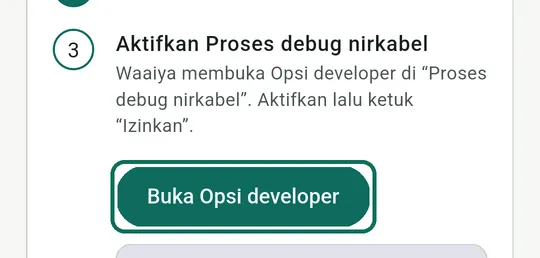 3
Aktifkan Proses debug nirkabel
Waaiya membuka Opsi developer di “Proses
debug nirkabel”. Aktifkan lalu ketuk
“Izinkan”.
Buka Opsi developer